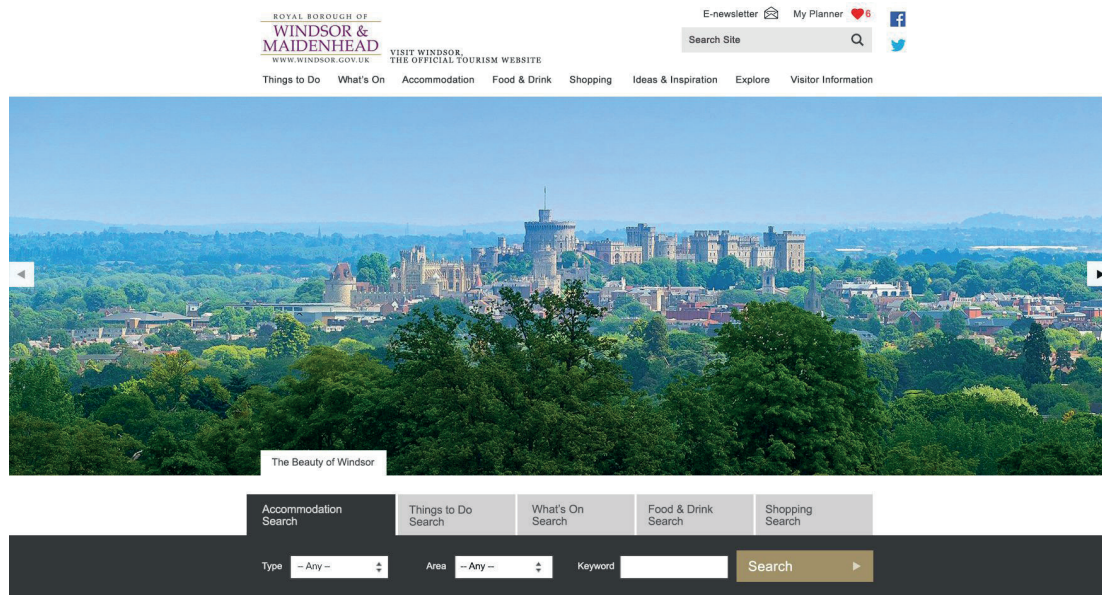 ROYAL BOROUGH OF
WINDSOR &
MAIDENHEAD
WWW.WINDSOR.GOV.UK
VISIT WINDSOR,
THE OFFICIAL TOURISM WEBSITE
E-newsletter My Planner 6
Search Site
Things to Do What's On Accommodation Food & Drink Shopping Ideas & Inspiration Explore Visitor Information
The Beauty of Windsor
Accommodation Search
Things to Do Search
What's On Search
Food & Drink Search
Shopping Search
Type – Any – Area – Any – Keyword Search